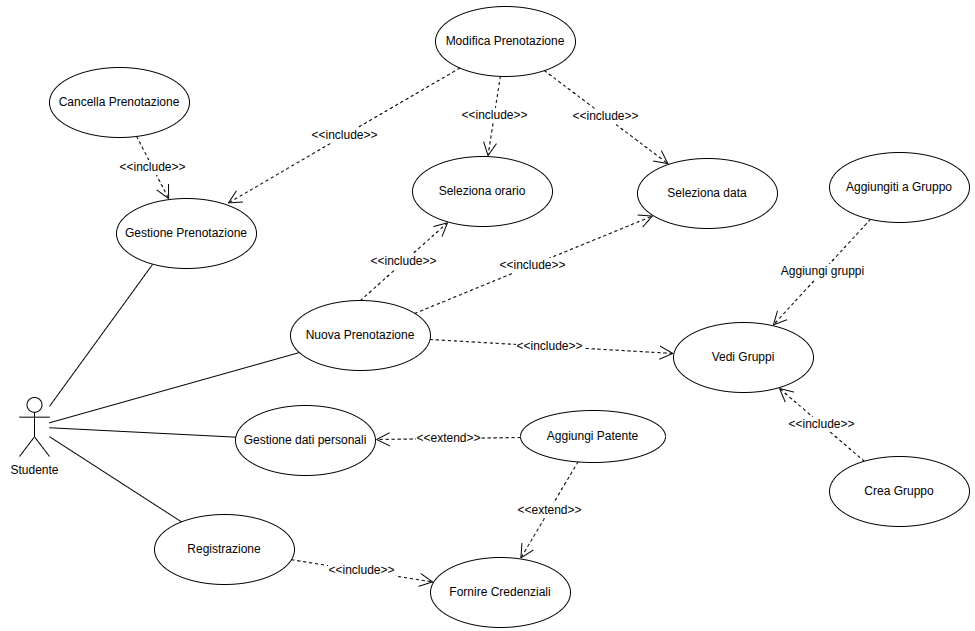 Modifica Prenotazione
Cancella Prenotazione
<<include>>
<<include>>
<<include>>
<<include>>
Seleziona orario
Seleziona data
Aggiungiti a Gruppo
Gestione Prenotazione
<<include>>
<<include>>
Aggiungi gruppi
Nuova Prenotazione
<<include>>
Vedi Gruppi
<<include>>
Gestione dati personali
<<extend>>
Aggiungi Patente
Studente
Crea Gruppo
<<extend>>
Registrazione
<<include>>
Fornire Credenziali